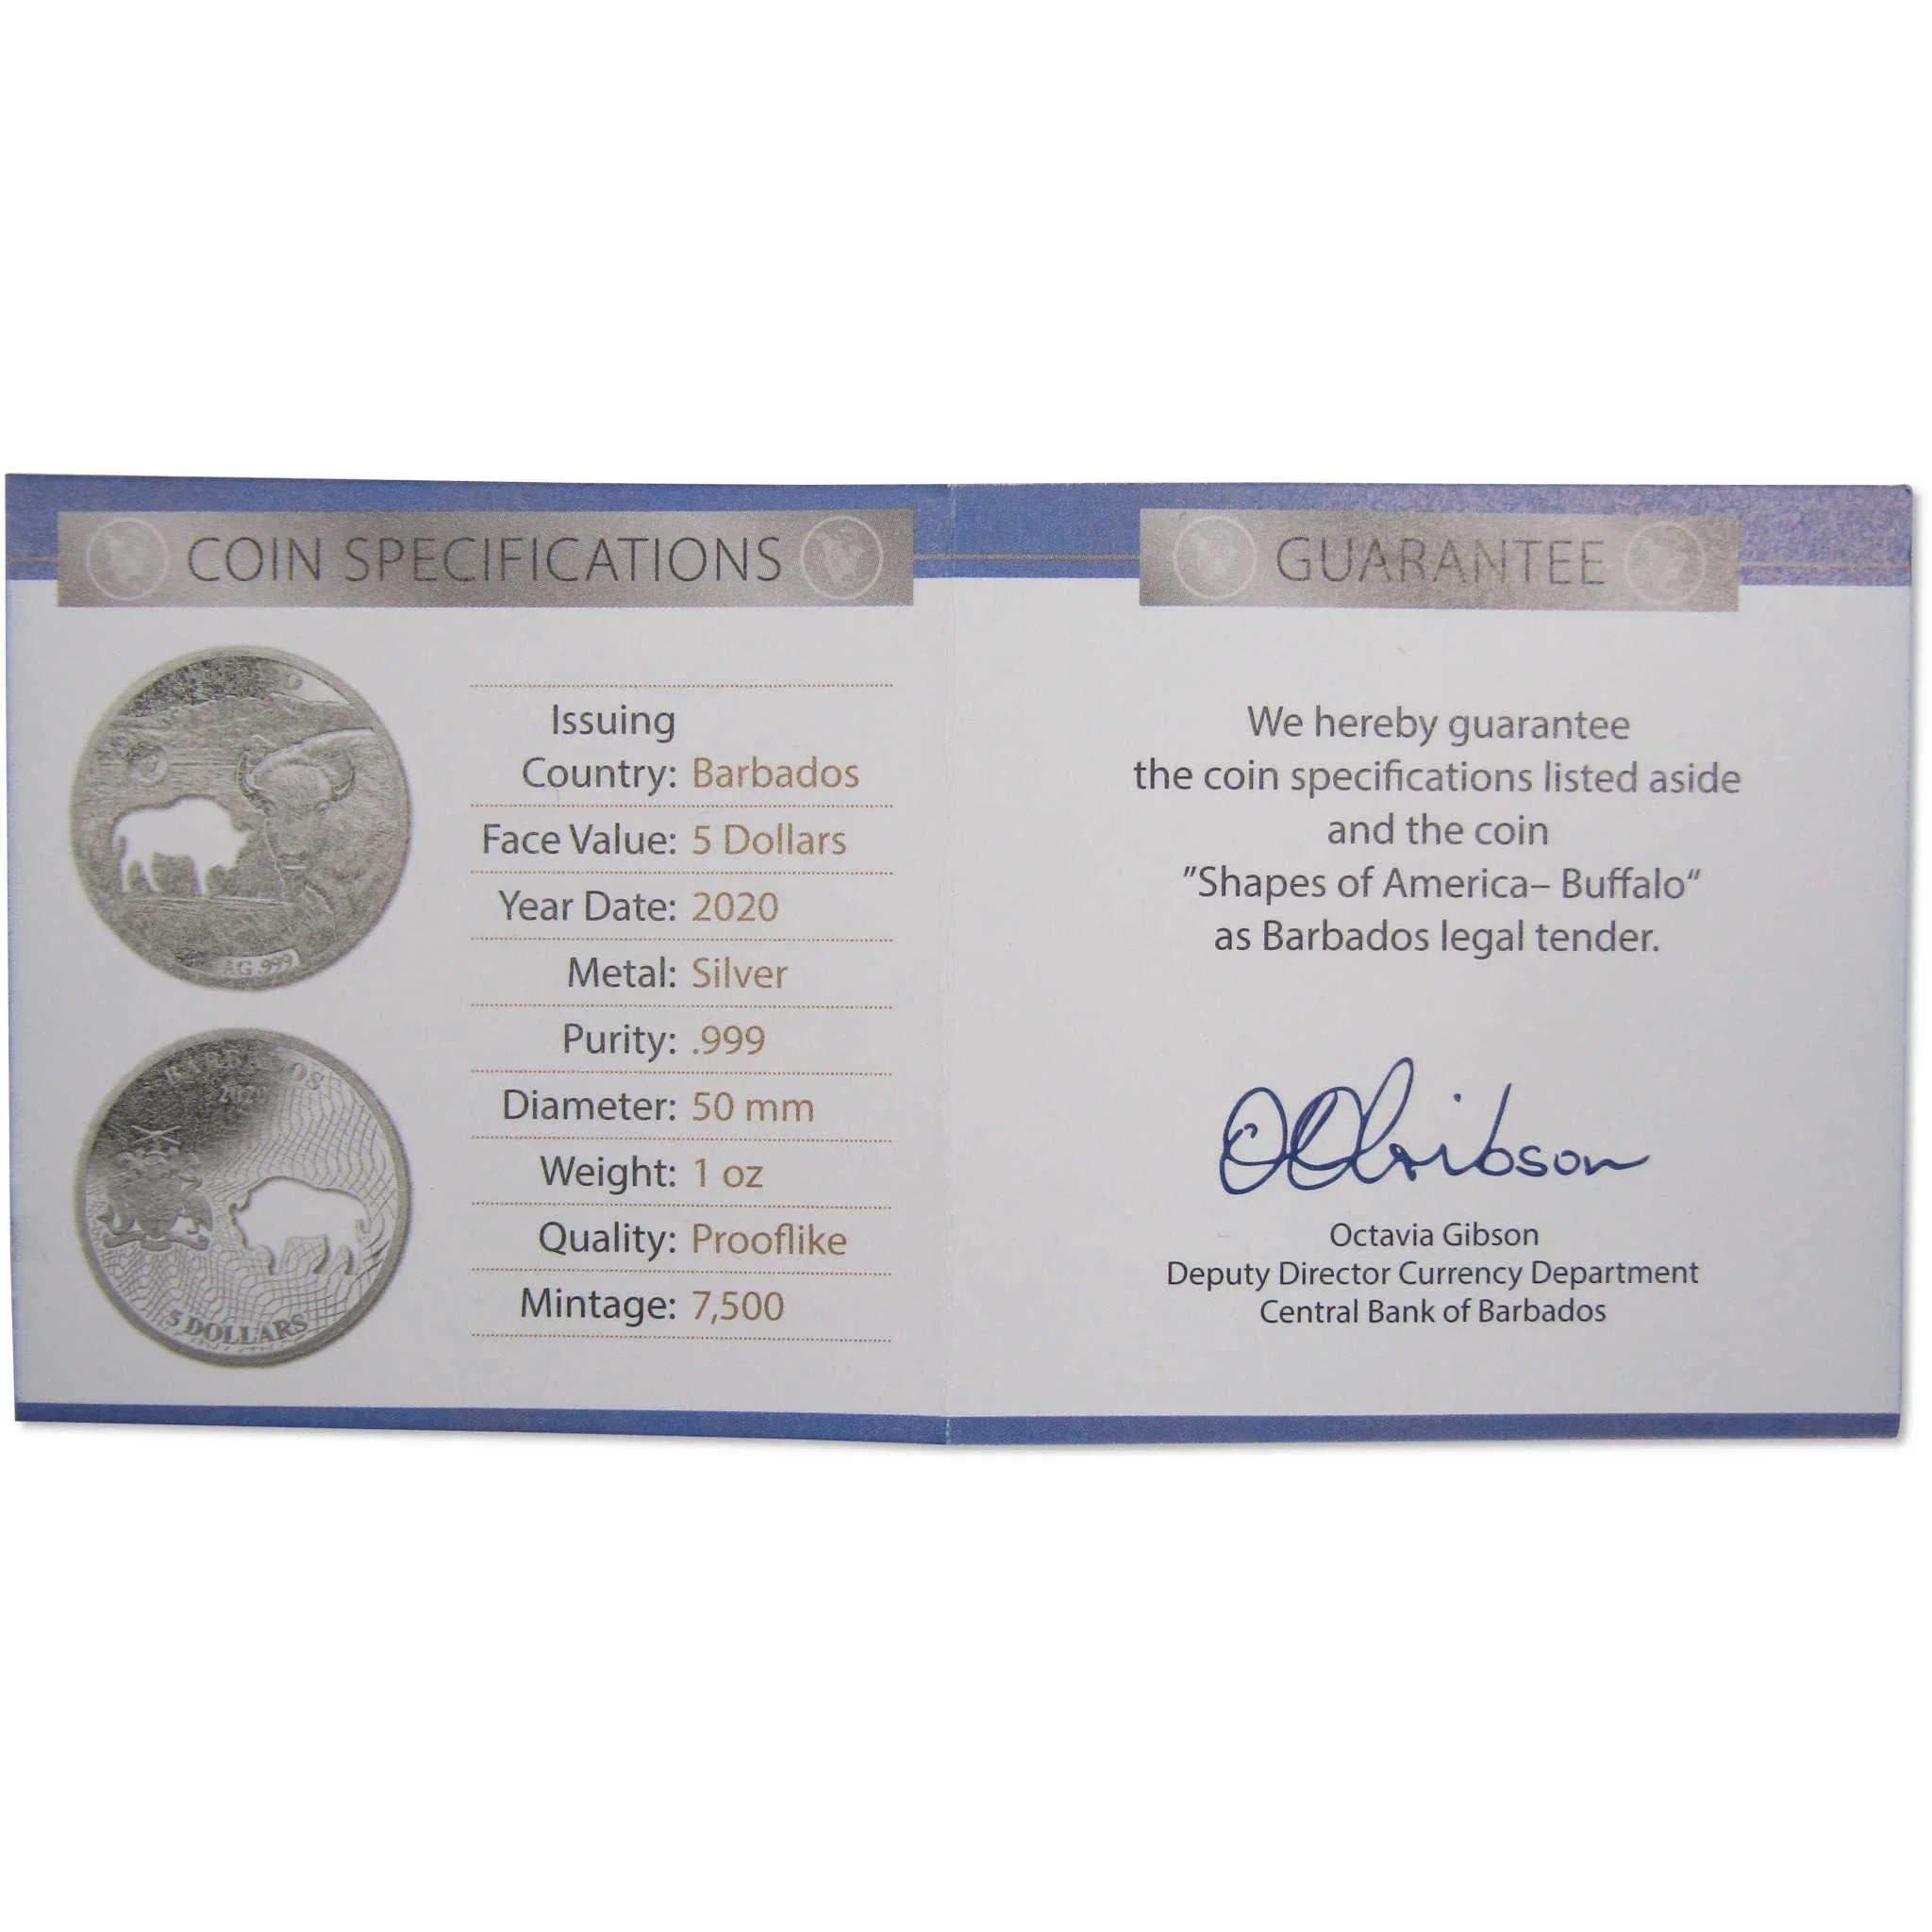 COIN SPECIFICATIONS
AG .999
BARBADOS
2020
5 DOLLARS
Issuing
Country: Barbados
Face Value: 5 Dollars
Year Date: 2020
Metal: Silver
Purity: .999
Diameter: 50 mm
Weight: 1 oz
Quality: Prooflike
Mintage: 7,500
GUARANTEE
We hereby guarantee
the coin specifications listed aside
and the coin
"Shapes of America– Buffalo“
as Barbados legal tender.
Octavia Gibson
Deputy Director Currency Department
Central Bank of Barbados